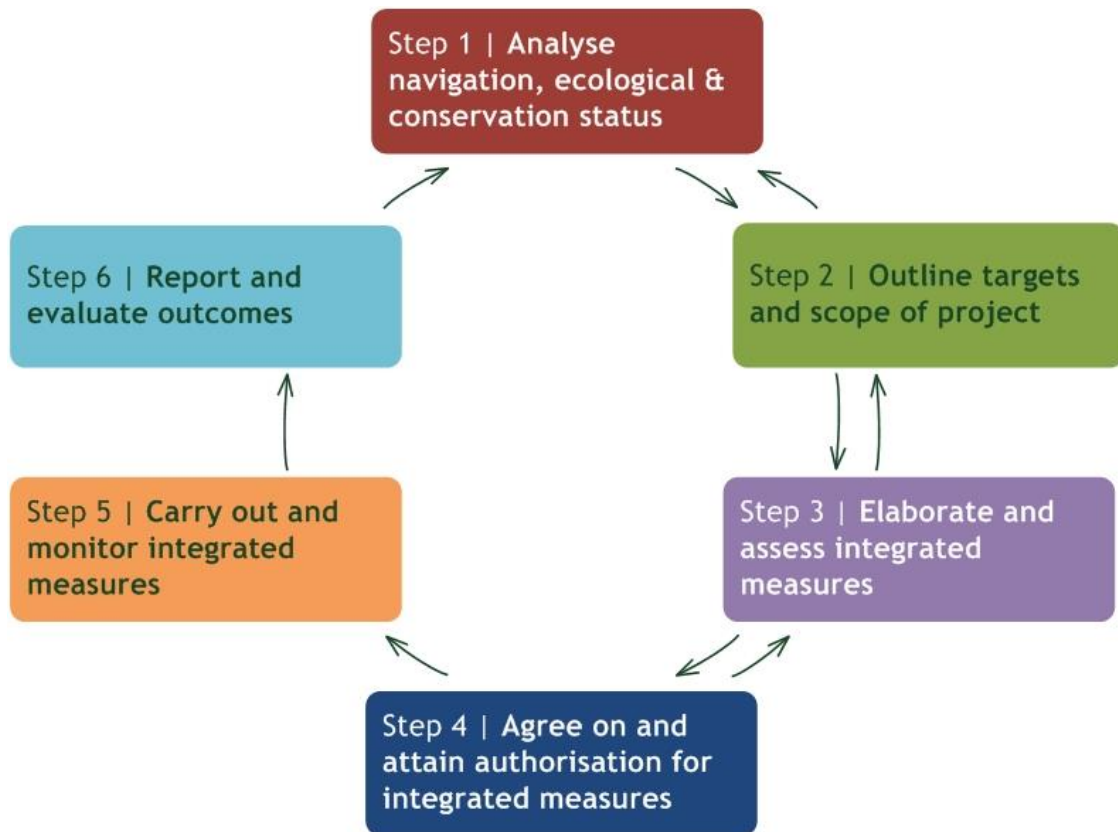 Step 1 | Analyse
navigation, ecological &
conservation status
Step 2 | Outline targets
and scope of project
Step 3 | Elaborate and
assess integrated
measures
Step 4 | Agree on and
attain authorisation for
integrated measures
Step 5 | Carry out and
monitor integrated
measures
Step 6 | Report and
evaluate outcomes